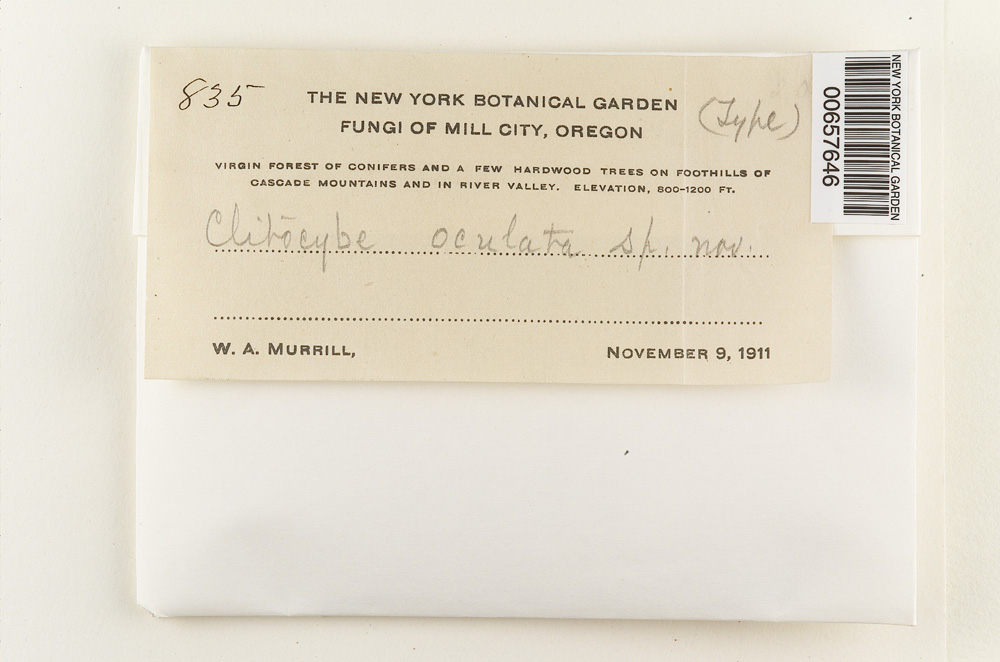 835
THE NEW YORK BOTANICAL GARDEN
(Type)
FUNGI OF MILL CITY, OREGON
VIRGIN FOREST OF CONIFERS AND A FEW HARDWOOD TREES ON FOOTHILLS OF
CASCADE MOUNTAINS AND IN RIVER VALLEY. ELEVATION, 800-1200 FT.
Clitocybe oculata sp. nov.
W. A. MURRILL,
NOVEMBER 9, 1911
NEW YORK BOTANICAL GARDEN
00657646